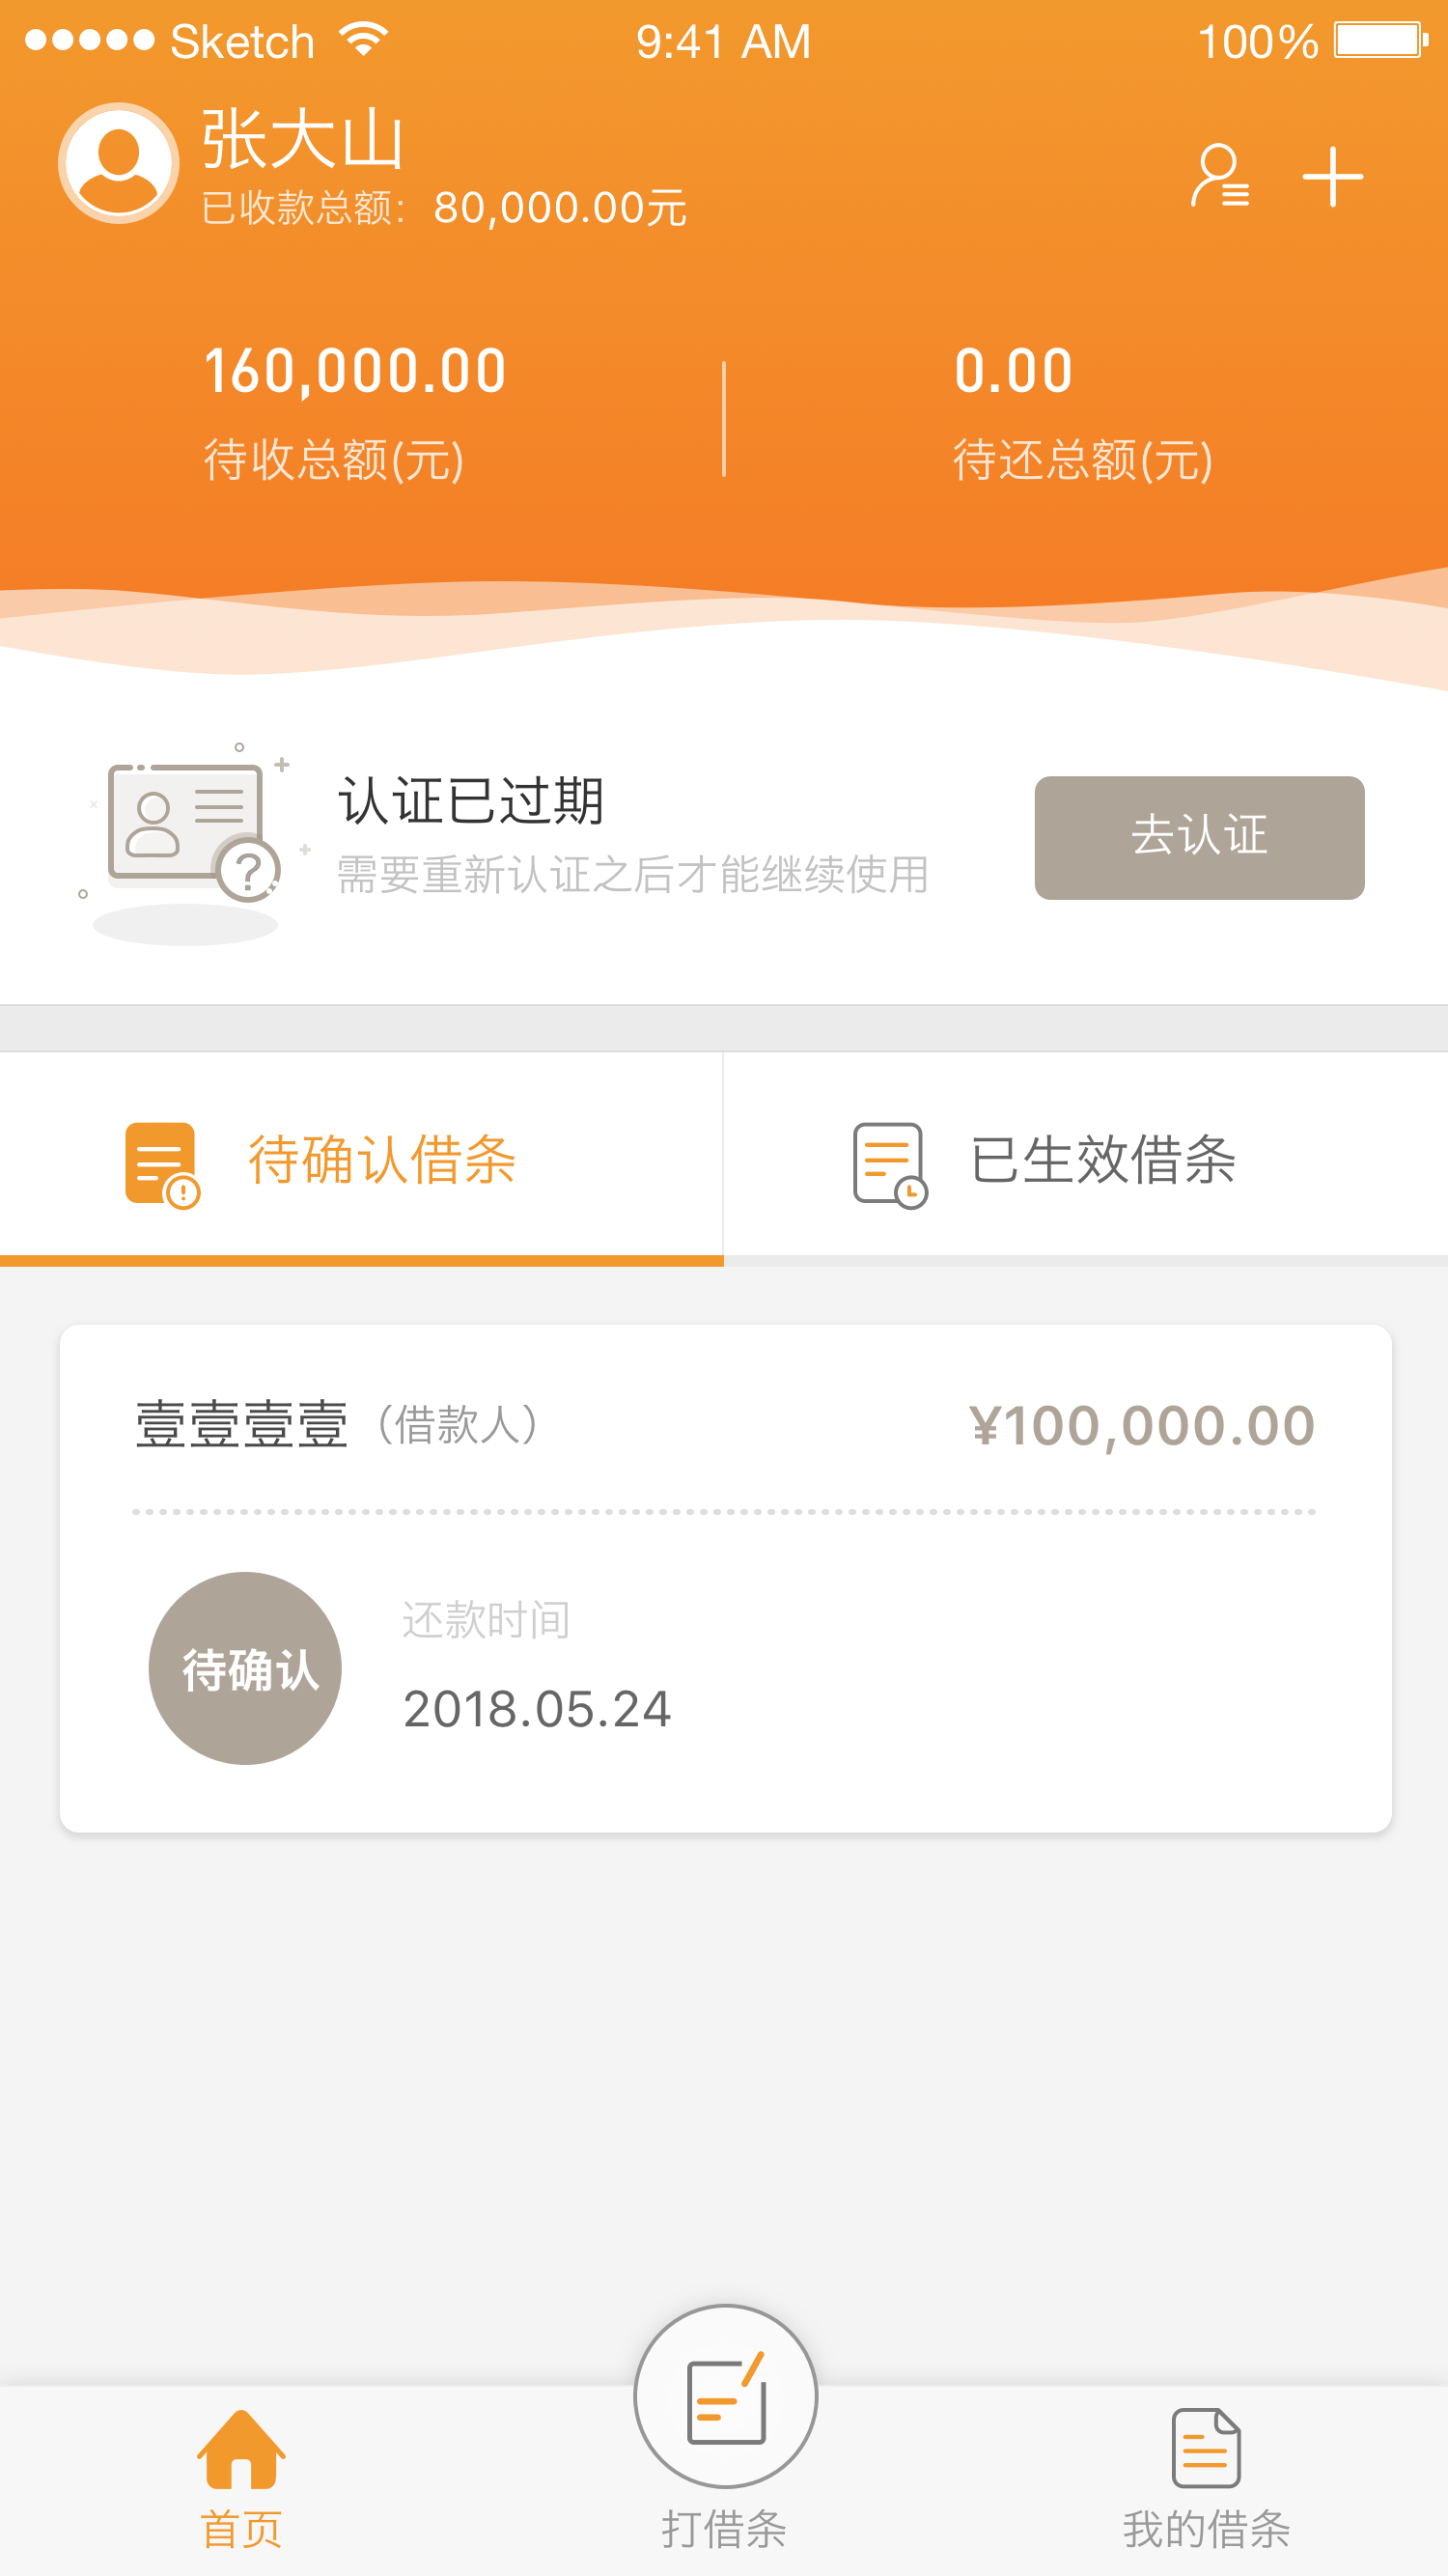 Sketch 9:41 AM 100%
张大山
已收款总额: 80,000.00元
160,000.00 0.00
待收总额(元) 待还总额(元)
认证已过期
需要重新认证之后才能继续使用
去认证
待确认借条 已生效借条
壹壹壹壹（借款人） ¥100,000.00
还款时间
待确认
2018.05.24
首页 打借条 我的借条